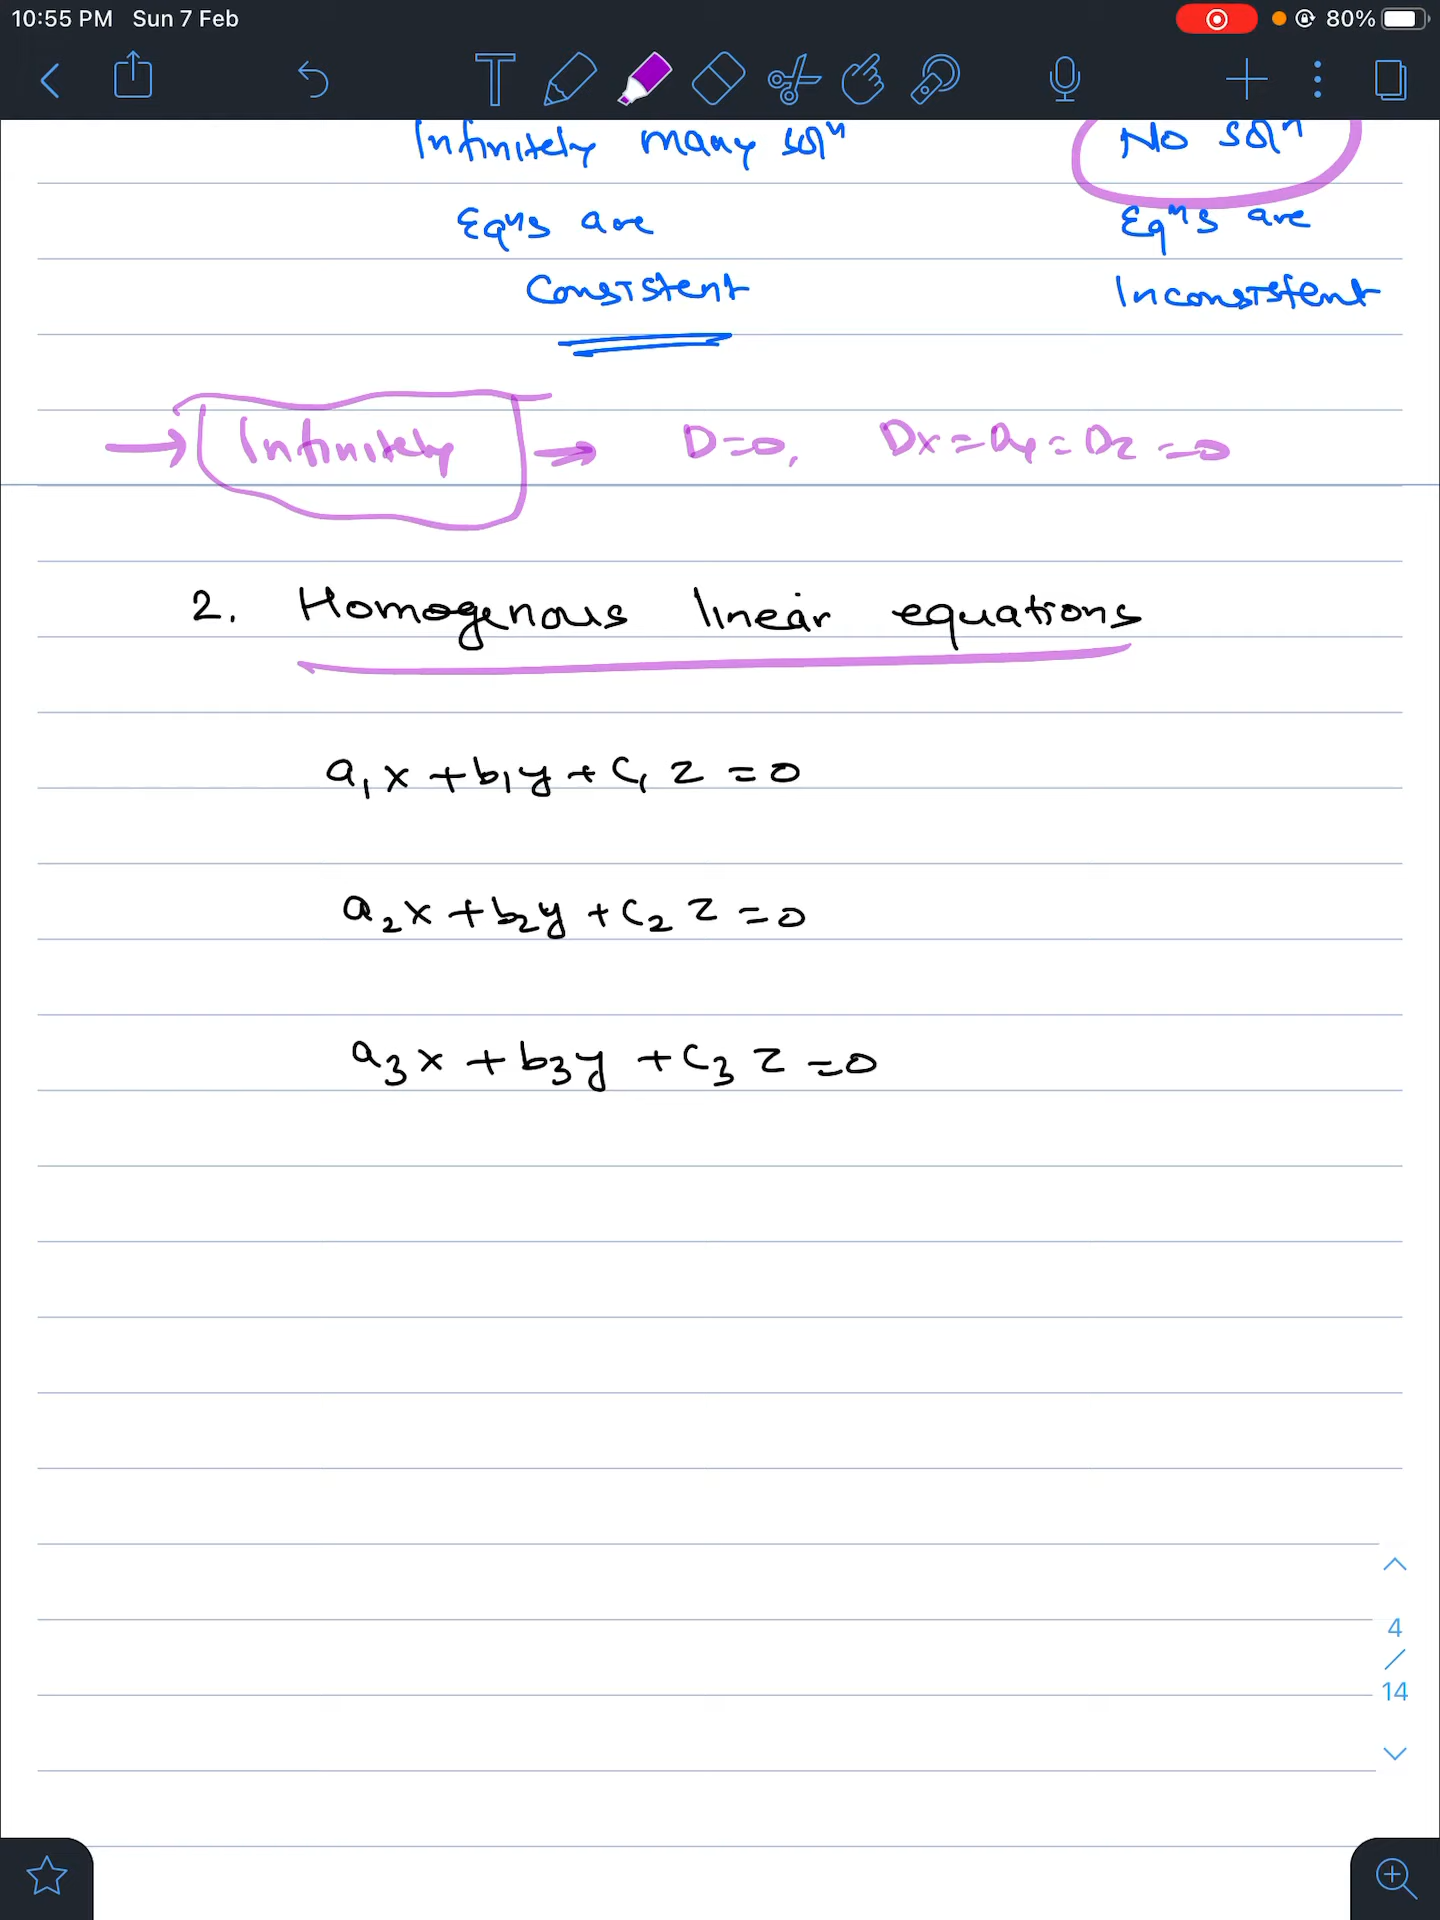 10:55 PM Sun 7 Feb 80%
Infinitely many solⁿ No solⁿ
Eqⁿs are Eqⁿs are
Consistent Inconsistent
→ Infinitely → D=0, Dx=Dy=Dz=0
2. Homogenous linear equations
a₁x+b₁y+c₁z=0
a₂x+b₂y+c₂z=0
a₃x+b₃y+c₃z=0
4
/
14